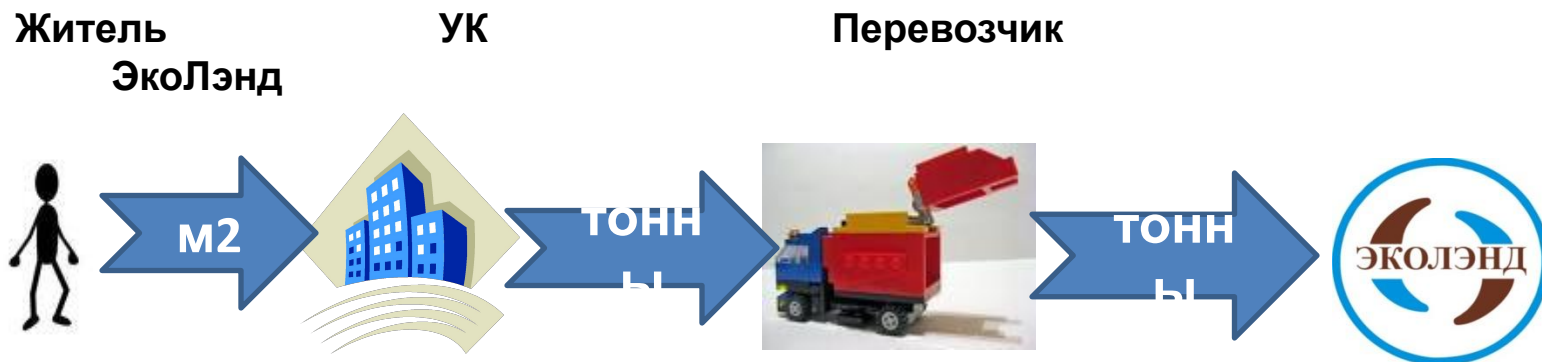 Житель УК Перевозчик
ЭкоЛэнд
м2
тонн
ы
тонн
ы
ЭКОЛЭНД